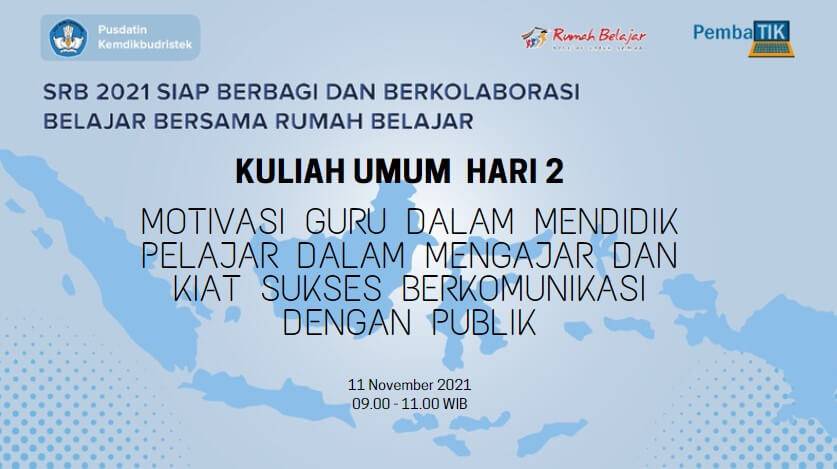 Pusdatin
Kemdikbudristek
Rumah Belajar
PembaTIK
SRB 2021 SIAP BERBAGI DAN BERKOLABORASI
BELAJAR BERSAMA RUMAH BELAJAR
KULIAH UMUM HARI 2
MOTIVASI GURU DALAM MENDIDIK
PELAJAR DALAM MENGAJAR DAN
KIAT SUKSES BERKOMUNIKASI
DENGAN PUBLIK
11 November 2021
09.00 - 11.00 WIB